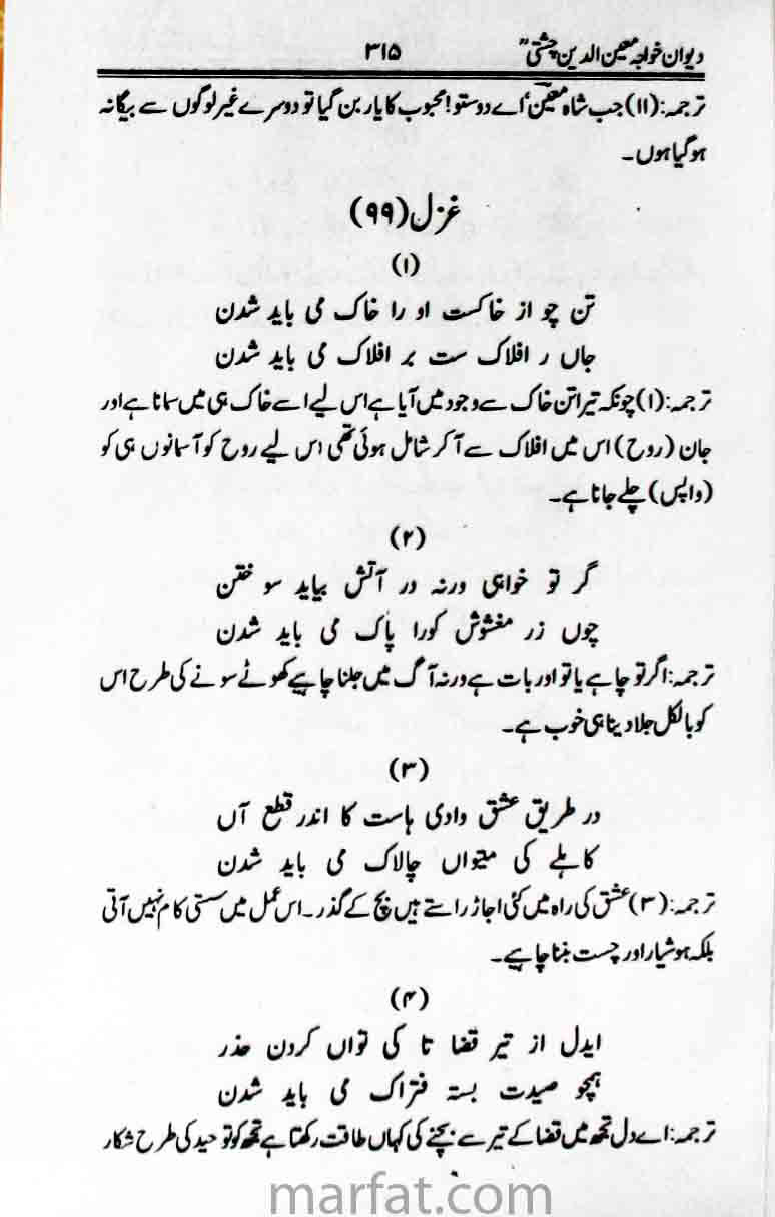 دیوان خواجہ معین الدین چشتیؒ ۳۱۵
ترجمہ:(۱۱) جب شاہ معینؔ اے دوستو! محبوب کا یار بن گیا تو دوسرے غیر لوگوں سے بیگانہ
ہو گیا ہوں۔
غزل (۹۹)
(۱)
تن چو از خاکست او را خاک می باید شدن
جاں ر افلاک ست بر افلاک می باید شدن
ترجمہ:(۱) چونکہ تیرا تن خاک سے وجود میں آیا ہے اس لیے اسے خاک ہی میں سمانا ہے اور
جان (روح) اس میں افلاک سے آ کر شامل ہوئی تھی اس لیے روح کو آسمانوں ہی کو
(واپس) چلے جانا ہے۔
(۲)
گر تو خواہی ورنہ در آتش بیاید سو ختن
چوں زر مغشوش کورا پاک می باید شدن
ترجمہ: اگر تو چاہے یا تو اور بات ہے ورنہ آگ میں جلنا چاہیے کھوٹے سونے کی طرح اس
کو بالکل جلا دینا ہی خوب ہے۔
(۳)
در طریق عشق وادی ہاست کا اندر قطع آں
کاہلے کی میتواں چالاک می باید شدن
ترجمہ:(۳) عشق کی راہ میں کئی اجاڑ راستے ہیں بچ کے گذر۔ اس عمل میں سستی کام نہیں آتی
بلکہ ہوشیار اور چست بننا چاہیے۔
(۴)
ایدل از تیر قضا تا کی تواں کردن حذر
ہمچو صیدت بستہ فتراک می باید شدن
ترجمہ: اے دل تجھ میں قضا کے تیر سے بچنے کی کہاں طاقت رکھتا ہے تجھ کو تو حید کی طرح شکار
marfat.com